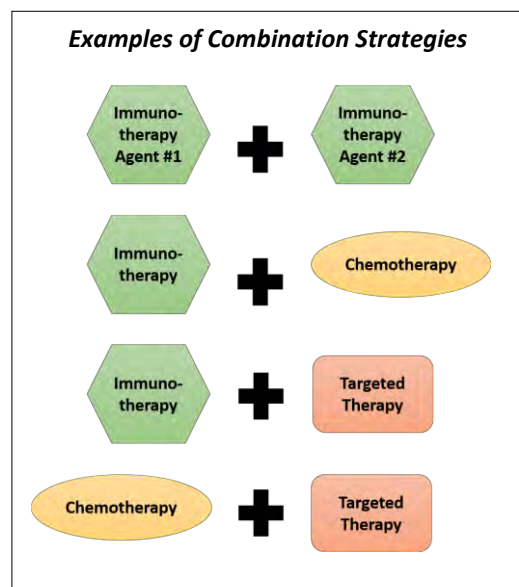 Examples of Combination Strategies
Immuno-
therapy
Agent #1
Immuno-
therapy
Agent #2
Immuno-
therapy
Chemotherapy
Immuno-
therapy
Targeted
Therapy
Chemotherapy
Targeted
Therapy